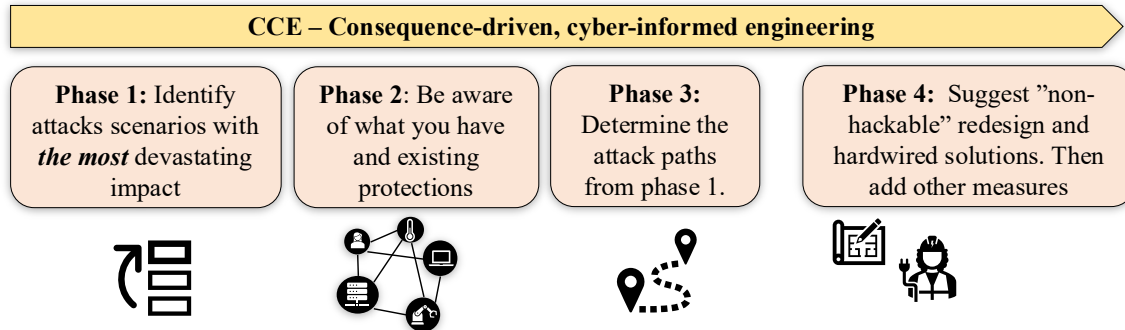 CCE – Consequence-driven, cyber-informed engineering
Phase 1: Identify
attacks scenarios with
the most devastating
impact
Phase 2: Be aware
of what you have
and existing
protections
Phase 3:
Determine the
attack paths
from phase 1.
Phase 4:  Suggest ”non-
hackable” redesign and
hardwired solutions. Then
add other measures